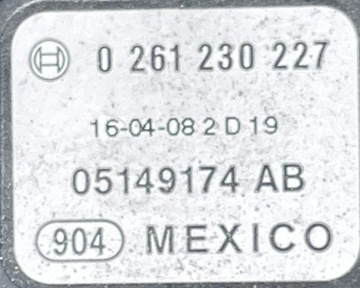 0 261 230 227
16-04-08 2 D 19
05149174 AB
904 MEXICO